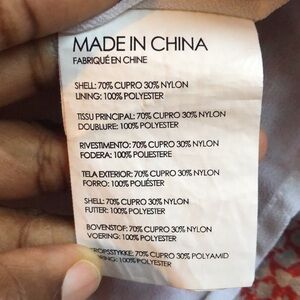 MADE IN CHINA
FABRIQUÉ EN CHINE
SHELL: 70% CUPRO 30% NYLON
LINING: 100% POLYESTER
TISSU PRINCIPAL: 70% CUPRO 30% NYLON
DOUBLURE: 100% POLYESTER
RIVESTIMENTO: 70% CUPRO 30% NYLON
FODERA: 100% POLIESTERE
TELA EXTERIOR: 70% CUPRO 30% NYLON
FORRO: 100% POLIÉSTER
SHELL: 70% CUPRO 30% NYLON
FUTTER: 100% POLYESTER
BOVENSTOF: 70% CUPRO 30% NYLON
VOERING: 100% POLYESTER
70% CUPRO 30% POLYAMID
100% POLYESTER